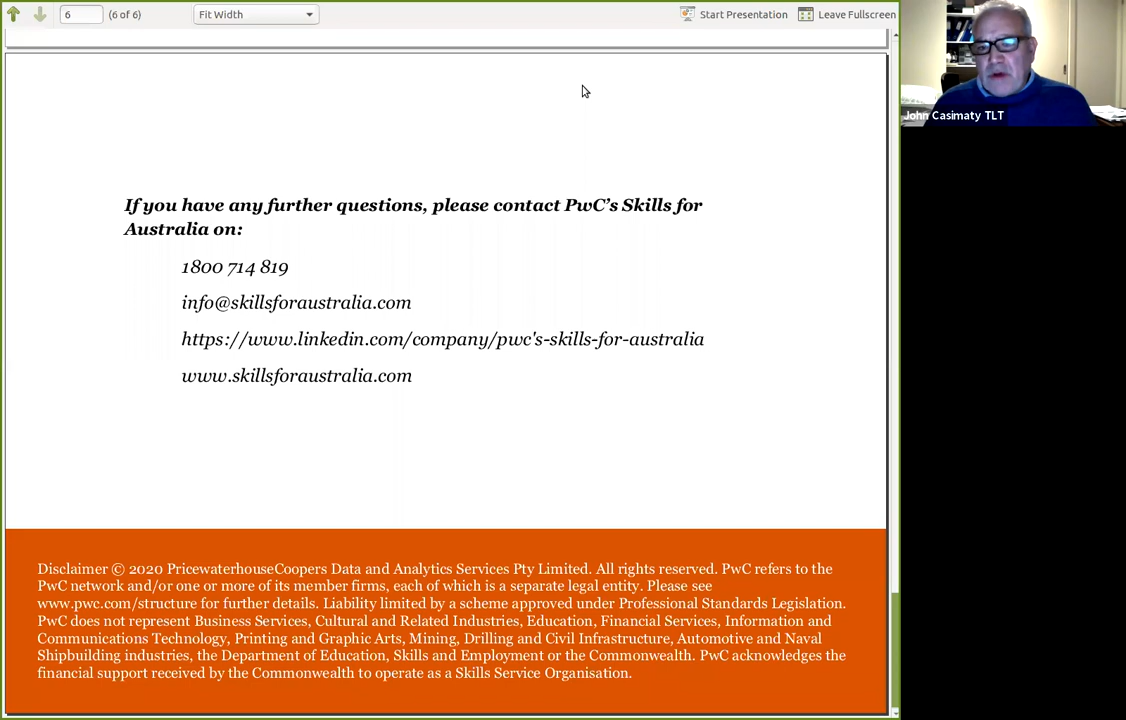 6 (6 of 6) Fit Width Start Presentation Leave Fullscreen
John Casimaty TLT
If you have any further questions, please contact PwC's Skills for
Australia on:
1800 714 819
info@skillsforaustralia.com
https://www.linkedin.com/company/pwc's-skills-for-australia
www.skillsforaustralia.com
Disclaimer © 2020 PricewaterhouseCoopers Data and Analytics Services Pty Limited. All rights reserved. PwC refers to the
PwC network and/or one or more of its member firms, each of which is a separate legal entity. Please see
www.pwc.com/structure for further details. Liability limited by a scheme approved under Professional Standards Legislation.
PwC does not represent Business Services, Cultural and Related Industries, Education, Financial Services, Information and
Communications Technology, Printing and Graphic Arts, Mining, Drilling and Civil Infrastructure, Automotive and Naval
Shipbuilding industries, the Department of Education, Skills and Employment or the Commonwealth. PwC acknowledges the
financial support received by the Commonwealth to operate as a Skills Service Organisation.